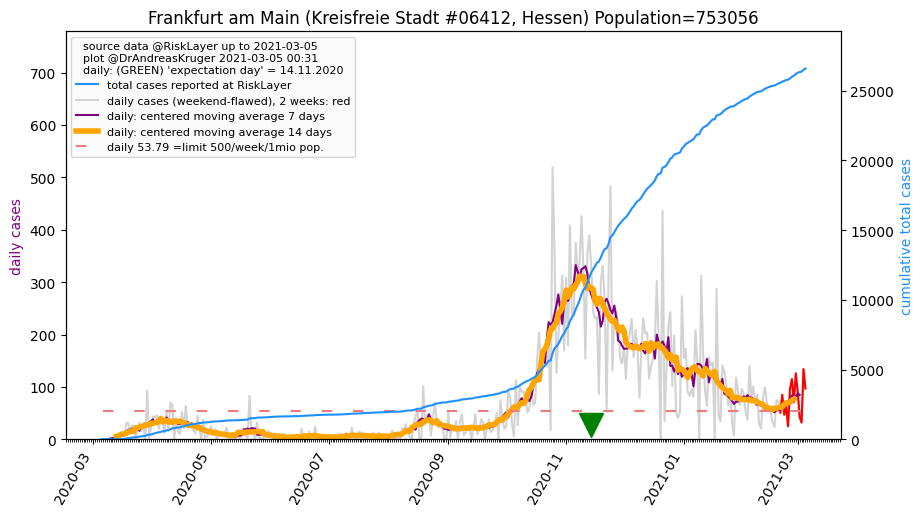 Frankfurt am Main (Kreisfreie Stadt #06412, Hessen) Population=753056
source data @RiskLayer up to 2021-03-05
plot @DrAndreasKruger 2021-03-05 00:31
daily: (GREEN) 'expectation day' = 14.11.2020
total cases reported at RiskLayer
daily cases (weekend-flawed), 2 weeks: red
daily: centered moving average 7 days
daily: centered moving average 14 days
daily 53.79 =limit 500/week/1mio pop.
daily cases
700
600
500
400
300
200
100
0
cumulative total cases
25000
20000
15000
10000
5000
0
2020-03
2020-05
2020-07
2020-09
2020-11
2021-01
2021-03